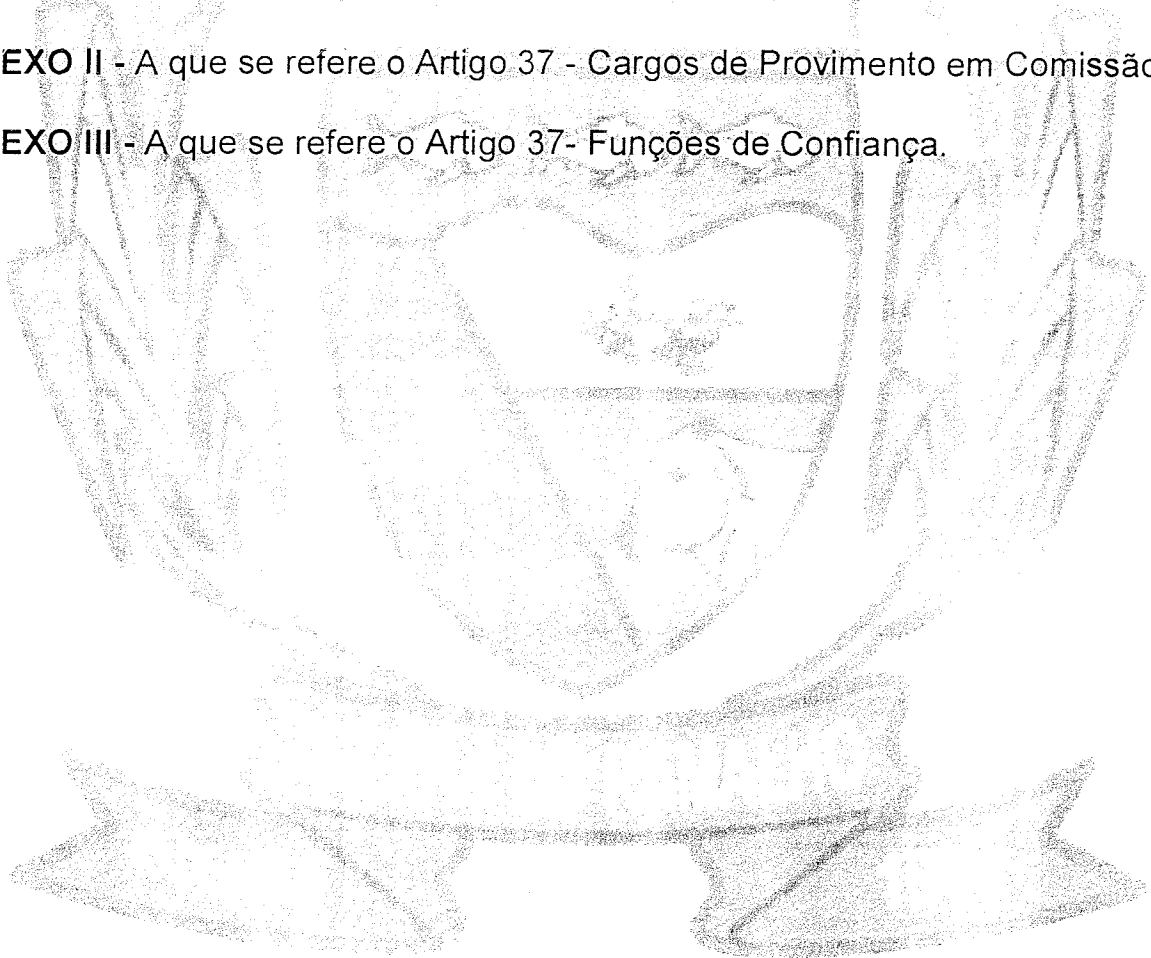 EXO II - A que se refere o Artigo 37 - Cargos de Provimento em Comissão
EXO III - A que se refere o Artigo 37- Funções de Confiança.